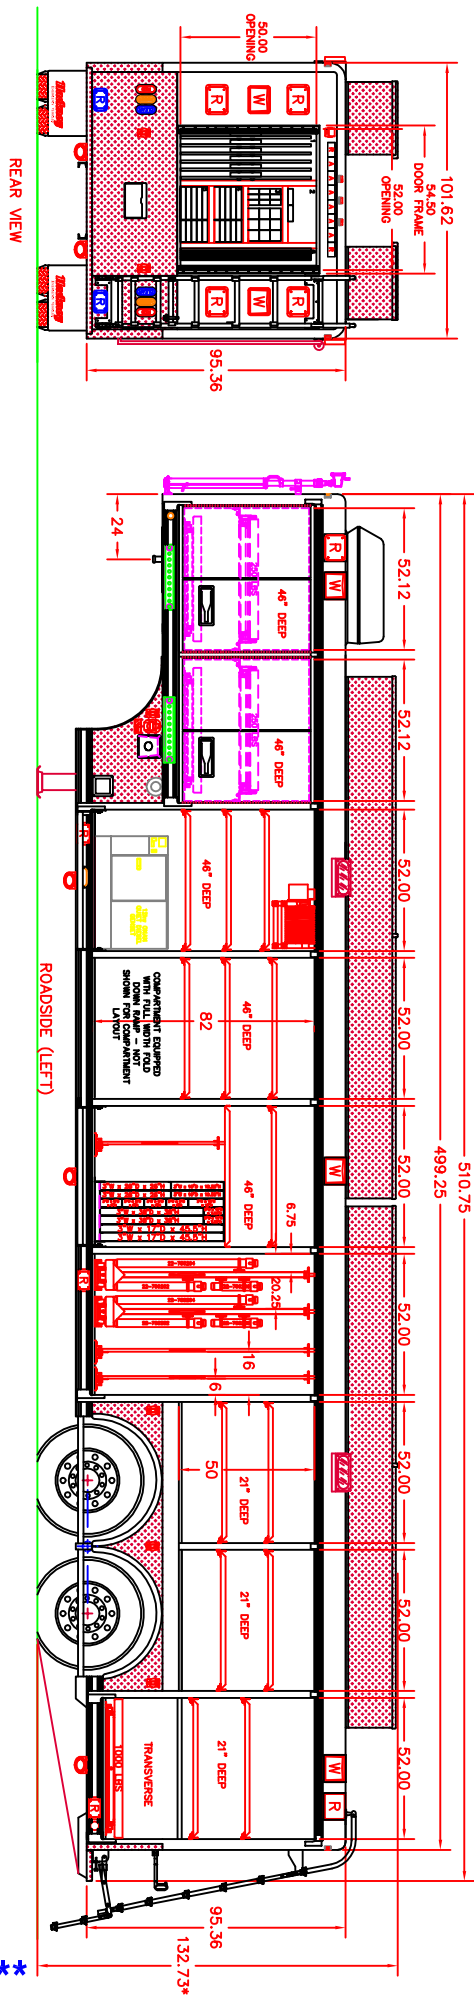 50.00
OPENING
101.62
54.50
DOOR FRAME
52.00
OPENING
R
W
R
R
W
R
R
R
95.36
REAR VIEW
510.75
499.25
24
52.12
52.12
52.00
52.00
52.00
52.00
52.00
52.00
52.00
R
W
W
W
R
46" DEEP
46" DEEP
46" DEEP
46" DEEP
46" DEEP
21" DEEP
21" DEEP
21" DEEP
82
COMPARTMENT EQUIPPED
WITH FULL WIDTH FOLD
DOWN RAMP – NOT
SHOWN FOR COMPARTMENT
LAYOUT
6.75
20.25
16
6
50
TRANSVERSE
1000 LBS
R
R
R
95.36
132.73*
ROADSIDE (LEFT)
**